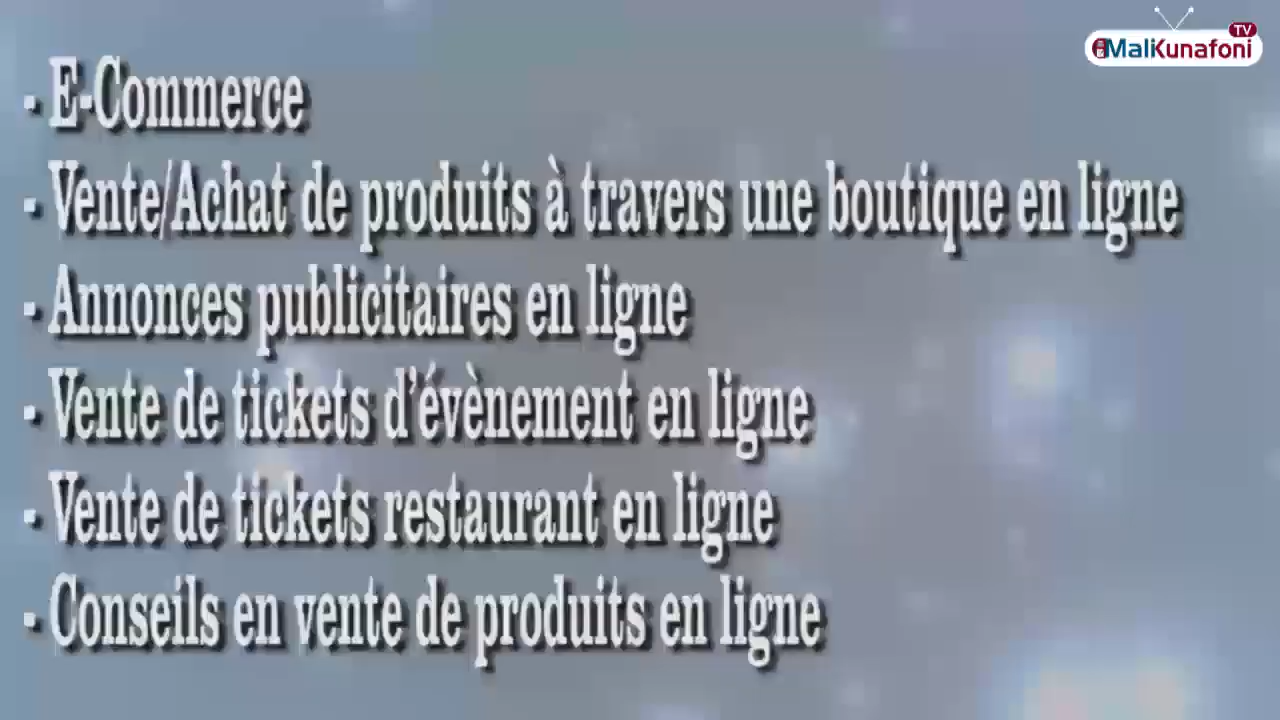 MaliKunafoni TV
- E-Commerce
- Vente/Achat de produits à travers une boutique en ligne
- Annonces publicitaires en ligne
- Vente de tickets d'évènement en ligne
- Vente de tickets restaurant en ligne
- Conseils en vente de produits en ligne